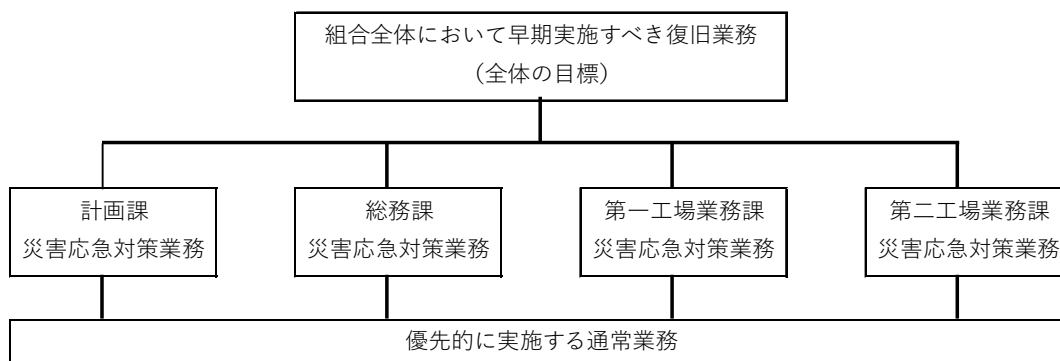 組合全体において早期実施すべき復旧業務
(全体の目標)
計画課
災害応急対策業務
総務課
災害応急対策業務
第一工場業務課
災害応急対策業務
第二工場業務課
災害応急対策業務
優先的に実施する通常業務